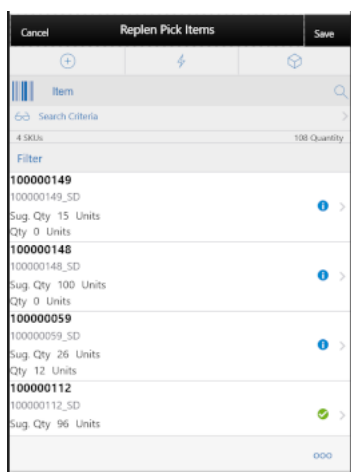 Cancel Replen Pick Items Save
Item
Search Criteria
4 SKUs 108 Quantity
Filter
100000149
100000149_SD
Sug. Qty 15 Units
Qty 0 Units
100000148
100000148_SD
Sug. Qty 100 Units
Qty 0 Units
100000059
100000059_SD
Sug. Qty 26 Units
Qty 12 Units
100000112
100000112_SD
Sug. Qty 96 Units